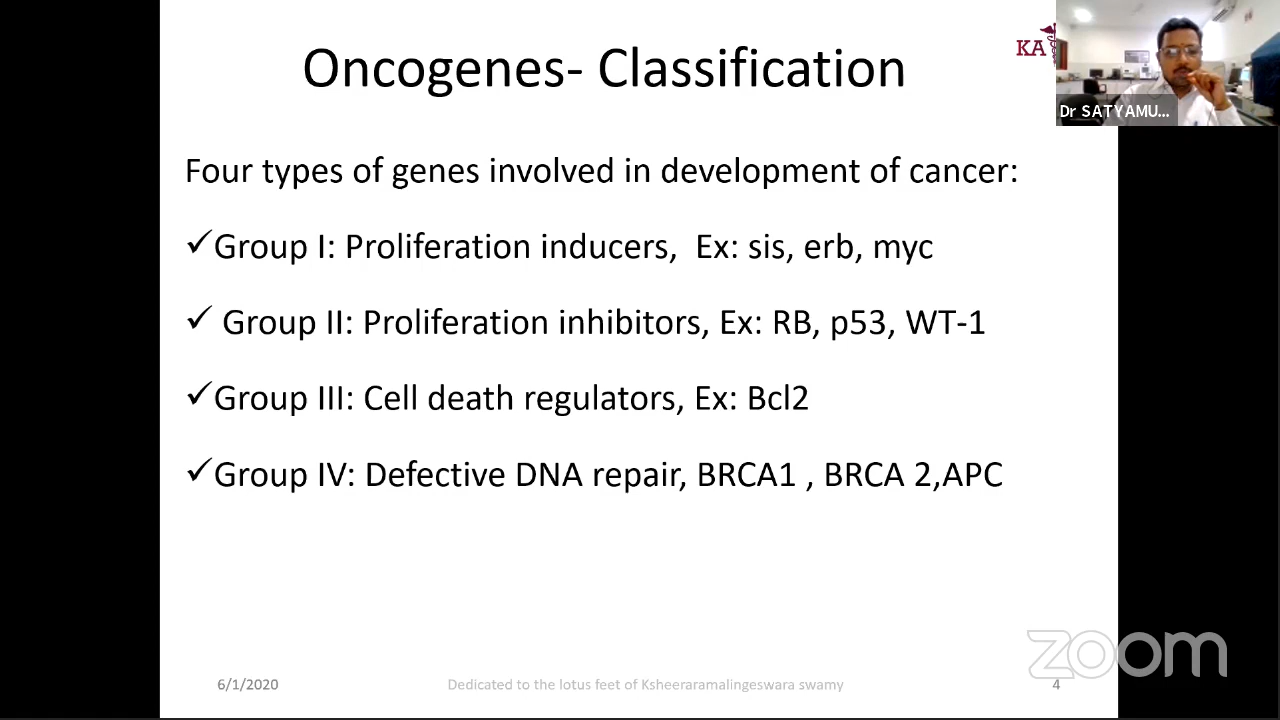 Oncogenes- Classification
KA
Dr SATYAMU...
Four types of genes involved in development of cancer:
✓Group I: Proliferation inducers,  Ex: sis, erb, myc
✓ Group II: Proliferation inhibitors, Ex: RB, p53, WT-1
✓Group III: Cell death regulators, Ex: Bcl2
✓Group IV: Defective DNA repair, BRCA1 , BRCA 2,APC
zoom
6/1/2020
Dedicated to the lotus feet of Ksheeraramalingeswara swamy
4